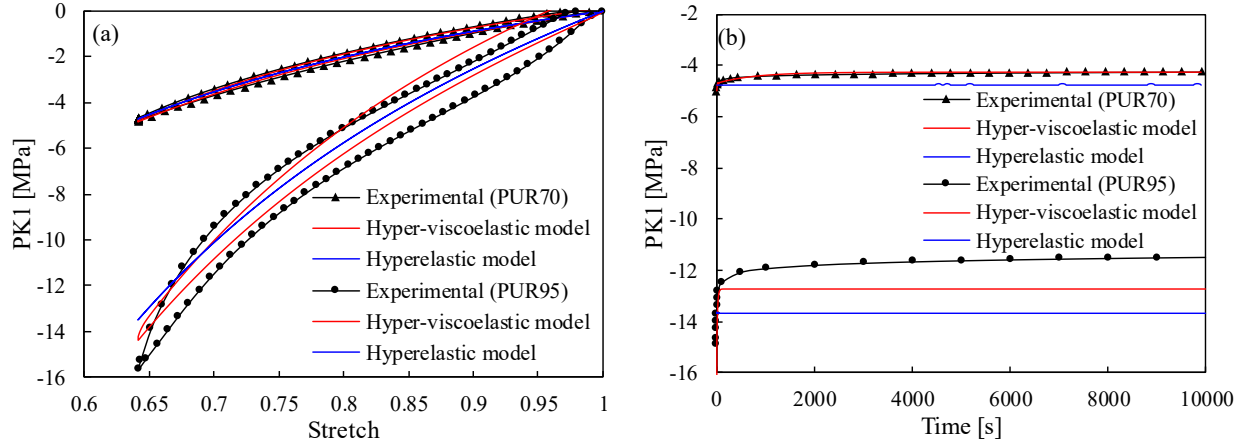 (a)
0
-2
-4
-6
-8
-10
-12
-14
-16
PK1 [MPa]
0.6 0.65 0.7 0.75 0.8 0.85 0.9 0.95 1
Stretch
Experimental (PUR70)
Hyper-viscoelastic model
Hyperelastic model
Experimental (PUR95)
Hyper-viscoelastic model
Hyperelastic model
(b)
-2
-4
-6
-8
-10
-12
-14
-16
PK1 [MPa]
0 2000 4000 6000 8000 10000
Time [s]
Experimental (PUR70)
Hyper-viscoelastic model
Hyperelastic model
Experimental (PUR95)
Hyper-viscoelastic model
Hyperelastic model